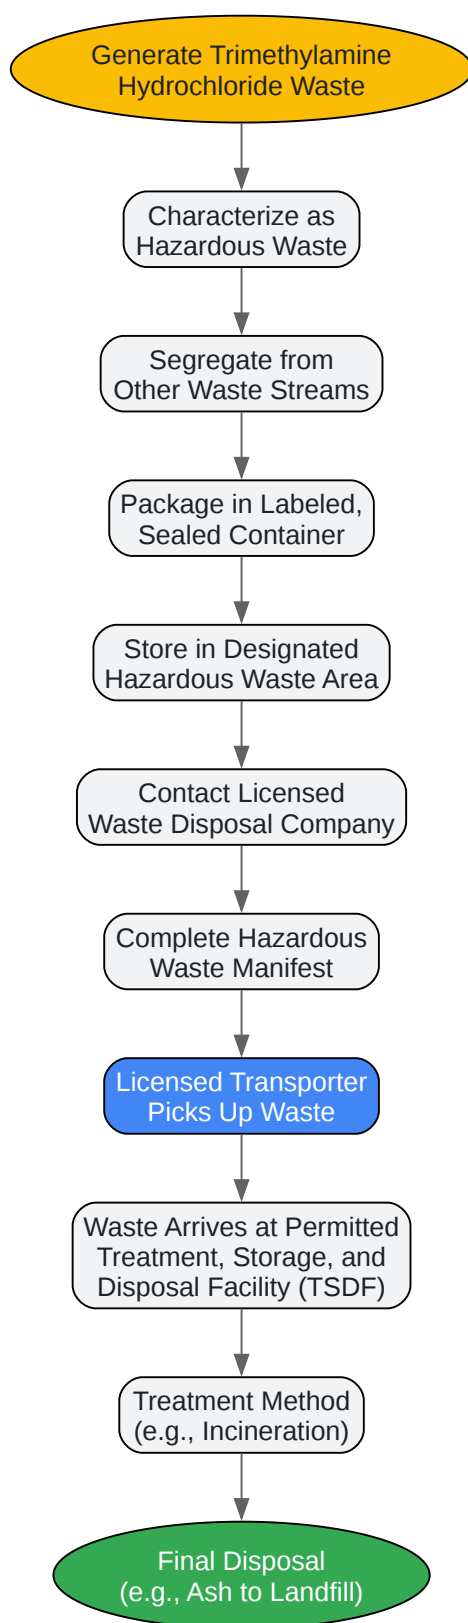 Generate Trimethylamine
Hydrochloride Waste
Characterize as
Hazardous Waste
Segregate from
Other Waste Streams
Package in Labeled,
Sealed Container
Store in Designated
Hazardous Waste Area
Contact Licensed
Waste Disposal Company
Complete Hazardous
Waste Manifest
Licensed Transporter
Picks Up Waste
Waste Arrives at Permitted
Treatment, Storage, and
Disposal Facility (TSDF)
Treatment Method
(e.g., Incineration)
Final Disposal
(e.g., Ash to Landfill)